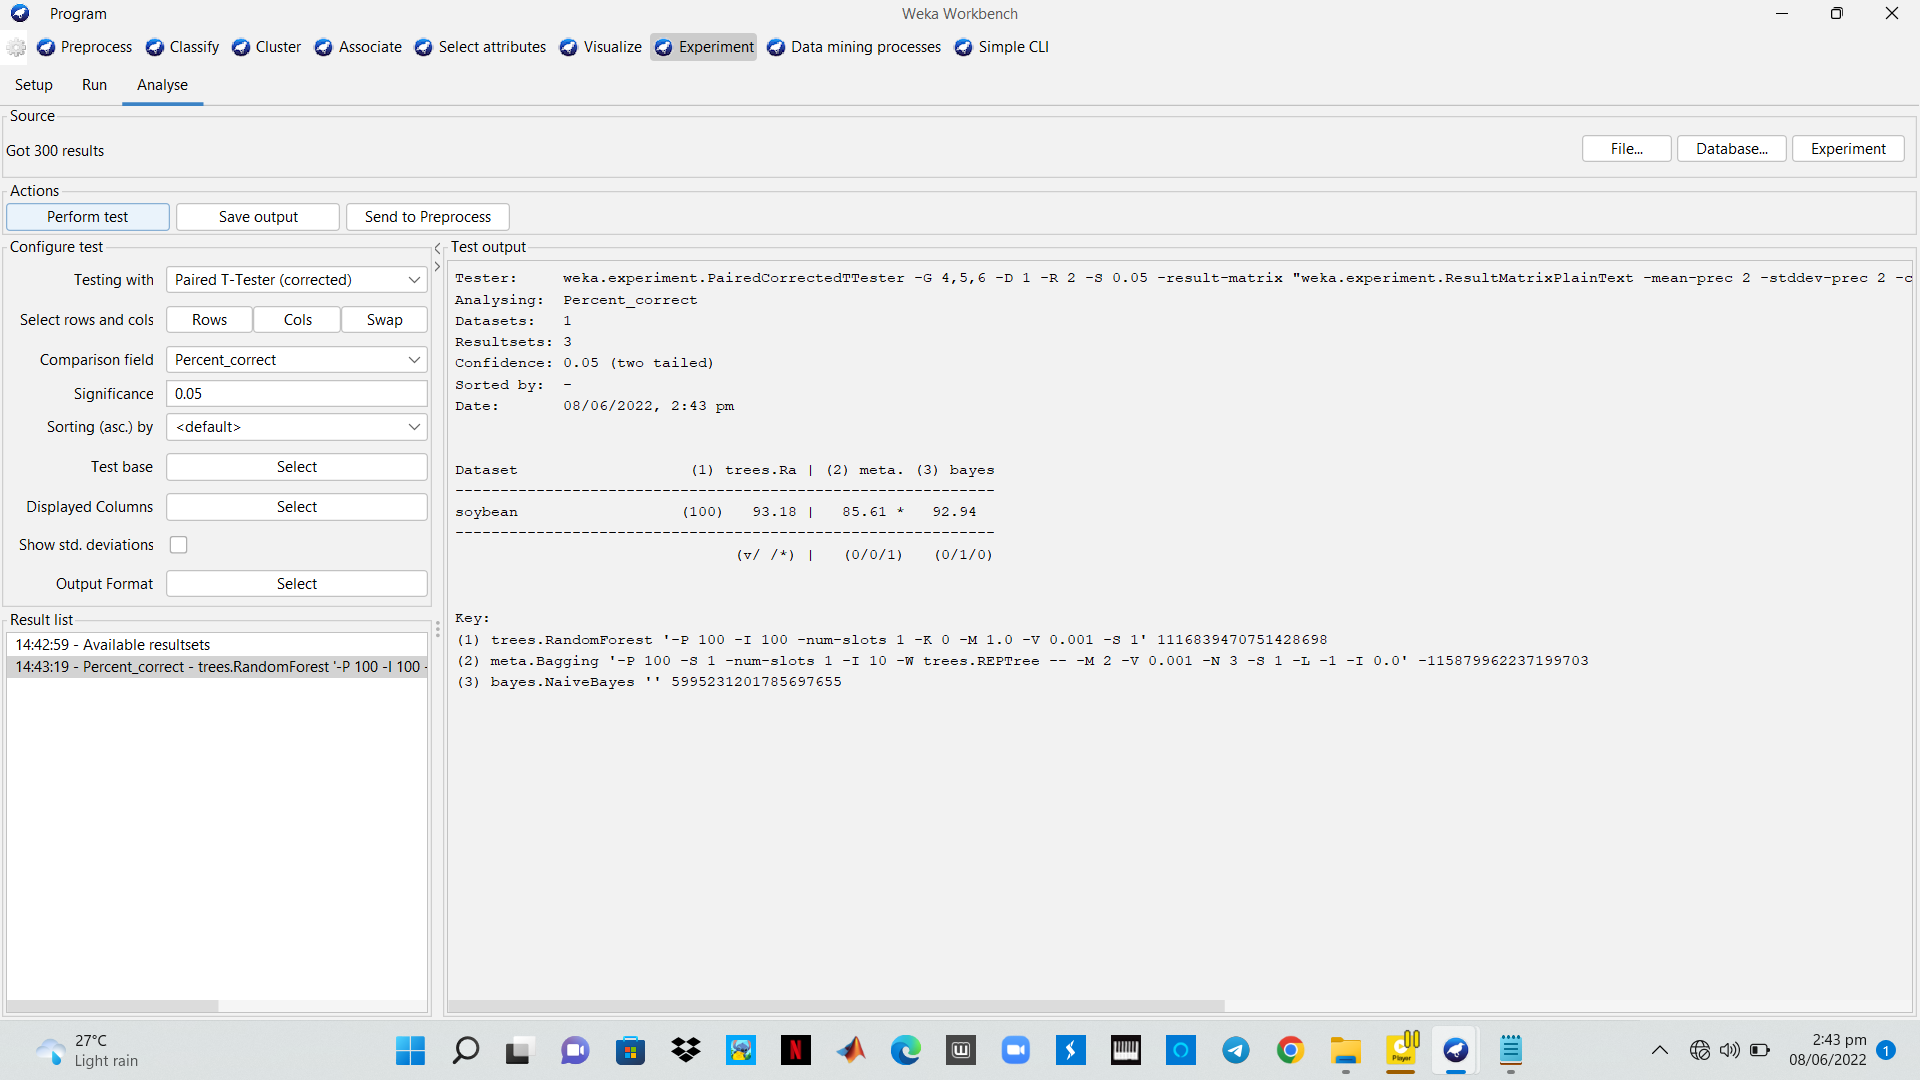 Program
Weka Workbench
Preprocess Classify Cluster Associate Select attributes Visualize Experiment Data mining processes Simple CLI
Setup Run Analyse
Source
Got 300 results
File... Database... Experiment
Actions
Perform test Save output Send to Preprocess
Configure test
Testing with Paired T-Tester (corrected)
Select rows and cols Rows Cols Swap
Comparison field Percent_correct
Significance 0.05
Sorting (asc.) by <default>
Test base Select
Displayed Columns Select
Show std. deviations
Output Format Select
Result list
14:42:59 - Available resultsets
14:43:19 - Percent_correct - trees.RandomForest '-P 100 -I 100 -
Test output
Tester: weka.experiment.PairedCorrectedTTester -G 4,5,6 -D 1 -R 2 -S 0.05 -result-matrix "weka.experiment.ResultMatrixPlainText -mean-prec 2 -stddev-prec 2 -c
Analysing: Percent_correct
Datasets: 1
Resultsets: 3
Confidence: 0.05 (two tailed)
Sorted by: -
Date: 08/06/2022, 2:43 pm
Dataset (1) trees.Ra | (2) meta. (3) bayes
------------------------------------------------------------
soybean (100) 93.18 | 85.61 * 92.94
------------------------------------------------------------
(v/ /*) | (0/0/1) (0/1/0)
Key:
(1) trees.RandomForest '-P 100 -I 100 -num-slots 1 -K 0 -M 1.0 -V 0.001 -S 1' 1116839470751428698
(2) meta.Bagging '-P 100 -S 1 -num-slots 1 -I 10 -W trees.REPTree -- -M 2 -V 0.001 -N 3 -S 1 -L -1 -I 0.0' -115879962237199703
(3) bayes.NaiveBayes '' 5995231201785697655
27°C
Light rain
N
Player
2:43 pm
08/06/2022
1